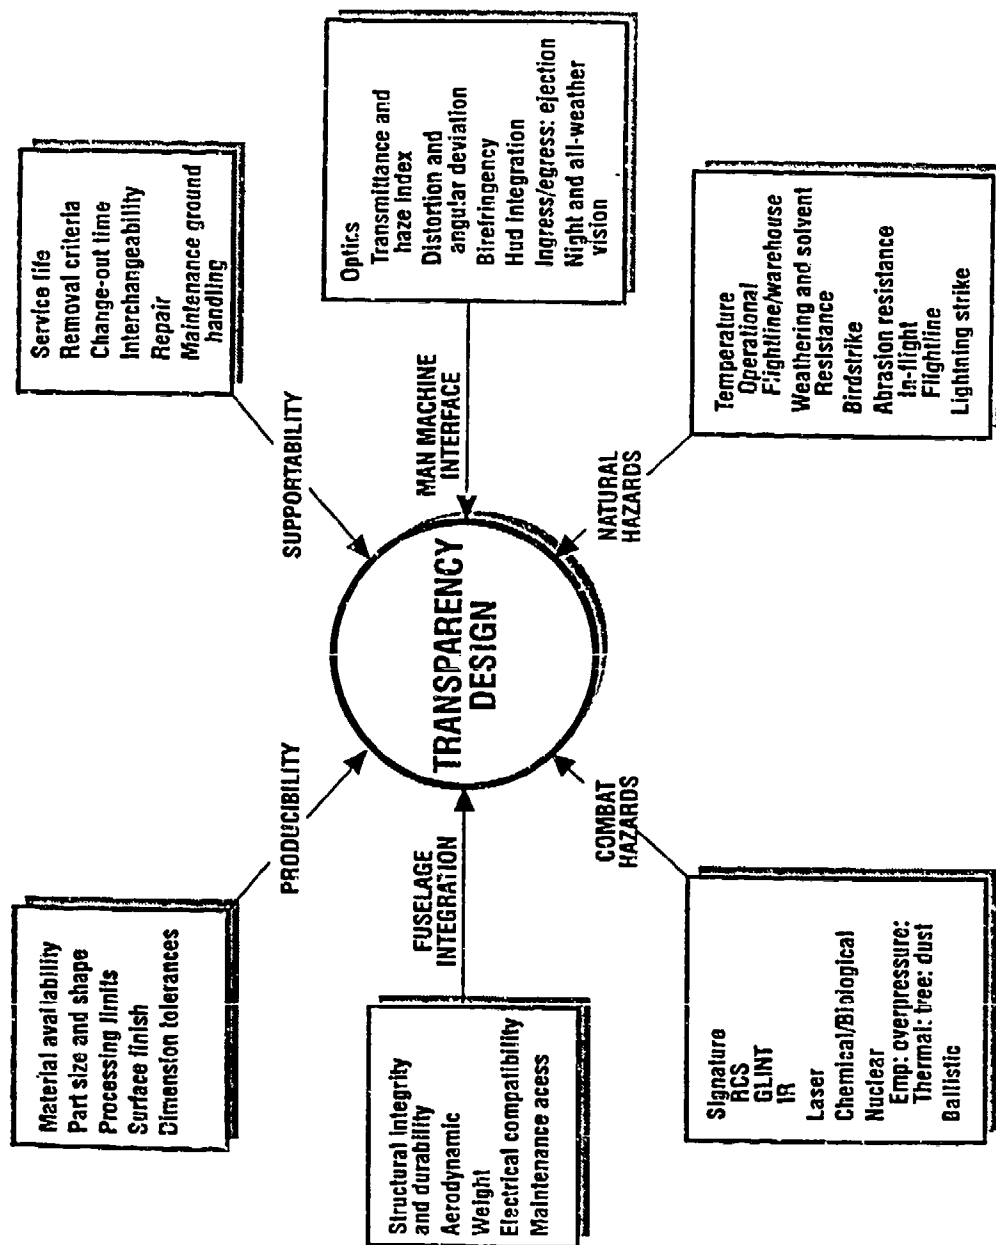 Material availability
Part size and shape
Processing limits
Surface finish
Dimension tolerances
PRODUCIBILITY
Service life
Removal criteria
Change-out time
Interchangeability
Repair
Maintenance ground
handling
SUPPORTABILITY
Structural integrity
and durability
Aerodynamic
Weight
Electrical compatibility
Maintenance acess
FUSELAGE
INTEGRATION
TRANSPARENCY
DESIGN
MAN MACHINE
INTERFACE
Optics
Transmittance and
haze index
Distortion and
angular deviation
Birefringency
Hud integration
Ingress/egress: ejection
Night and all-weather
vision
Signature
RCS
GLINT
IR
Laser
Chemical/Biological
Nuclear
Emp: overpressure:
Thermal: tree: dust
Ballistic
COMBAT
HAZARDS
NATURAL
HAZARDS
Temperature
Operational
Flightline/warehouse
Weathering and solvent
Resistance
Birdstrike
Abrasion resistance
In-flight
Flightline
Lightning strike